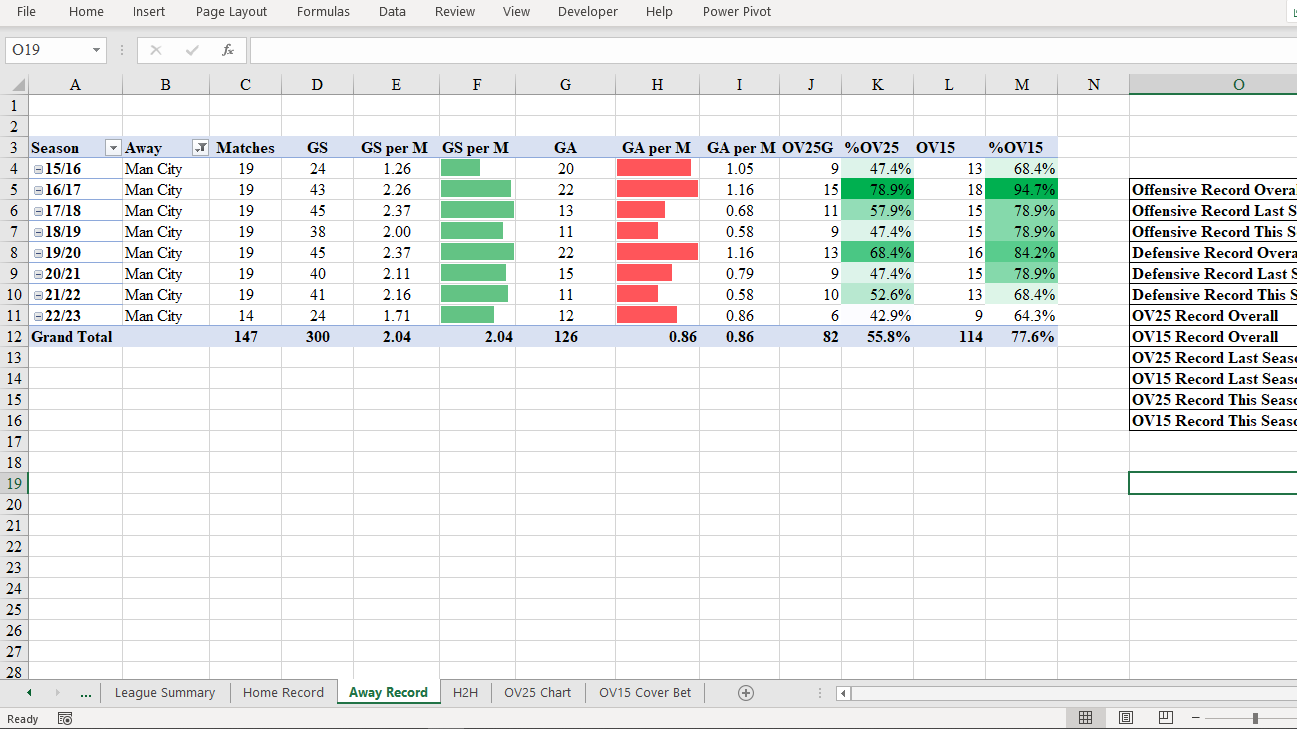 File Home Insert Page Layout Formulas Data Review View Developer Help Power Pivot
O19 fx
A B C D E F G H I J K L M N O
1
2
3 Season Away Matches GS GS per M GS per M GA GA per M GA per M OV25G %OV25 OV15 %OV15
4 15/16 Man City 19 24 1.26 20 1.05 9 47.4% 13 68.4%
5 16/17 Man City 19 43 2.26 22 1.16 15 78.9% 18 94.7% Offensive Record Overal
6 17/18 Man City 19 45 2.37 13 0.68 11 57.9% 15 78.9% Offensive Record Last S
7 18/19 Man City 19 38 2.00 11 0.58 9 47.4% 15 78.9% Offensive Record This S
8 19/20 Man City 19 45 2.37 22 1.16 13 68.4% 16 84.2% Defensive Record Overa
9 20/21 Man City 19 40 2.11 15 0.79 9 47.4% 15 78.9% Defensive Record Last S
10 21/22 Man City 19 41 2.16 11 0.58 10 52.6% 13 68.4% Defensive Record This S
11 22/23 Man City 14 24 1.71 12 0.86 6 42.9% 9 64.3% OV25 Record Overall
12 Grand Total 147 300 2.04 2.04 126 0.86 0.86 82 55.8% 114 77.6% OV15 Record Overall
13 OV25 Record Last Seas
14 OV15 Record Last Seas
15 OV25 Record This Seas
16 OV15 Record This Seas
17
18
19
20
21
22
23
24
25
26
27
28
... League Summary Home Record Away Record H2H OV25 Chart OV15 Cover Bet
Ready